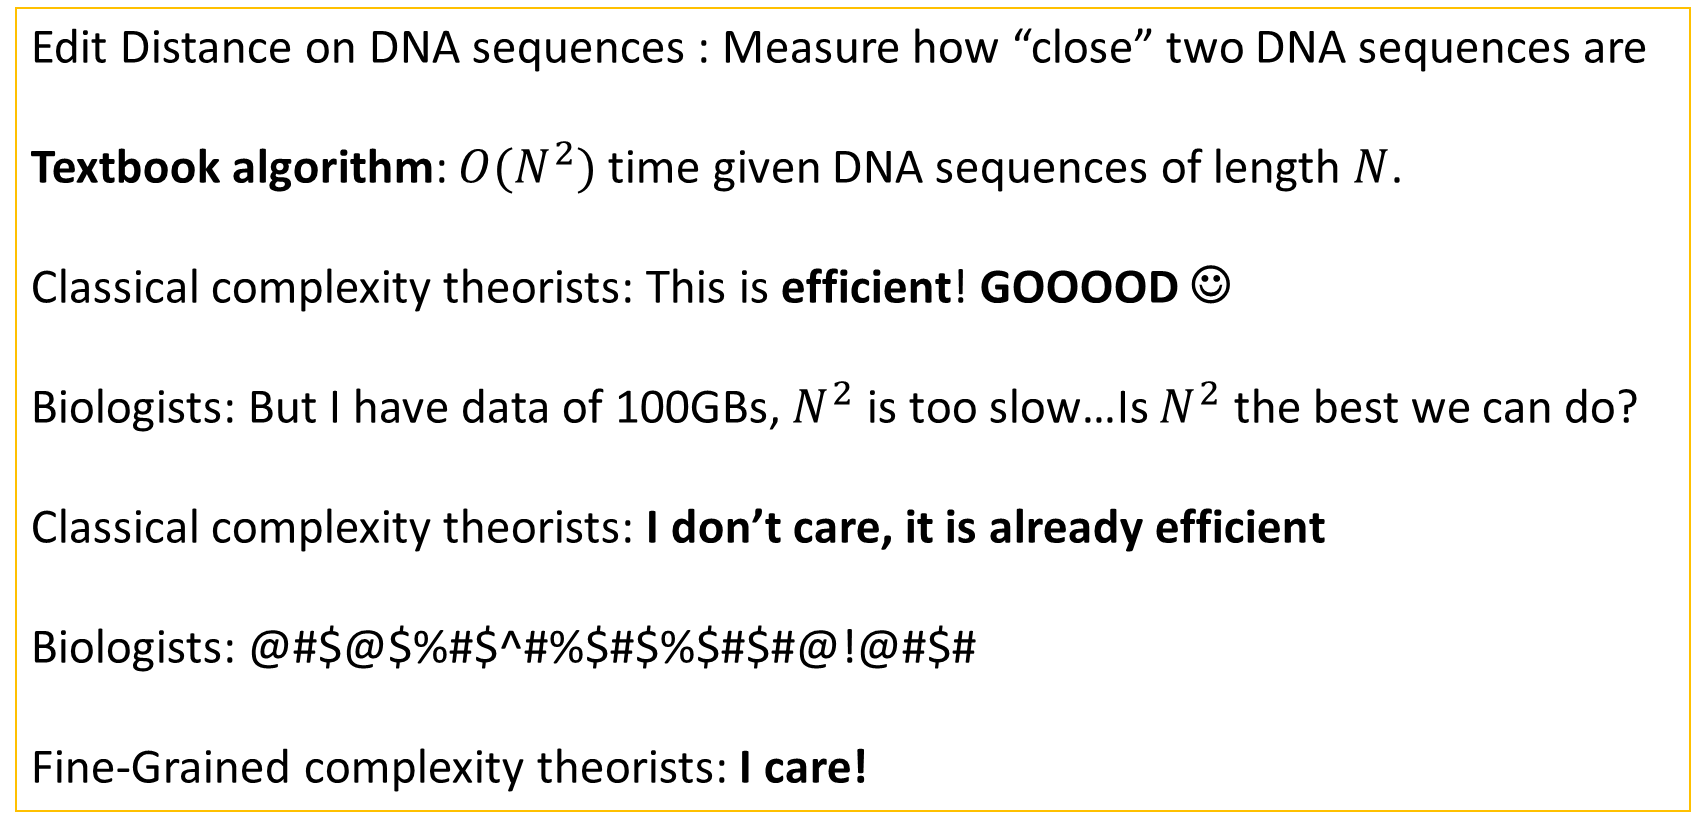 Edit Distance on DNA sequences : Measure how “close” two DNA sequences are
Textbook algorithm: O(N²) time given DNA sequences of length N.
Classical complexity theorists: This is efficient! GOOOOD ☺
Biologists: But I have data of 100GBs, N² is too slow…Is N² the best we can do?
Classical complexity theorists: I don’t care, it is already efficient
Biologists: @#$@$%#$^#%$#$%$#$#@!@#$#
Fine-Grained complexity theorists: I care!